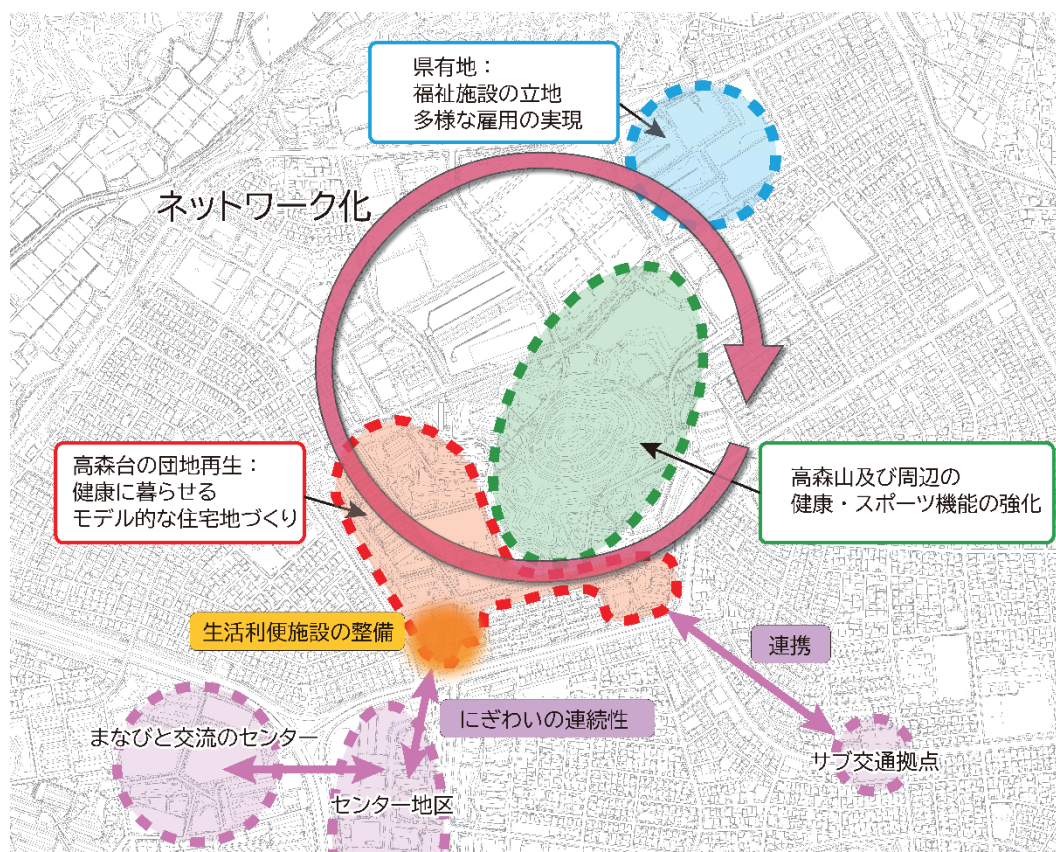 県有地：
福祉施設の立地
多様な雇用の実現
ネットワーク化
高森台の団地再生：
健康に暮らせる
モデル的な住宅地づくり
高森山及び周辺の
健康・スポーツ機能の強化
生活利便施設の整備
連携
にぎわいの連続性
まなびと交流のセンター
サブ交通拠点
センター地区